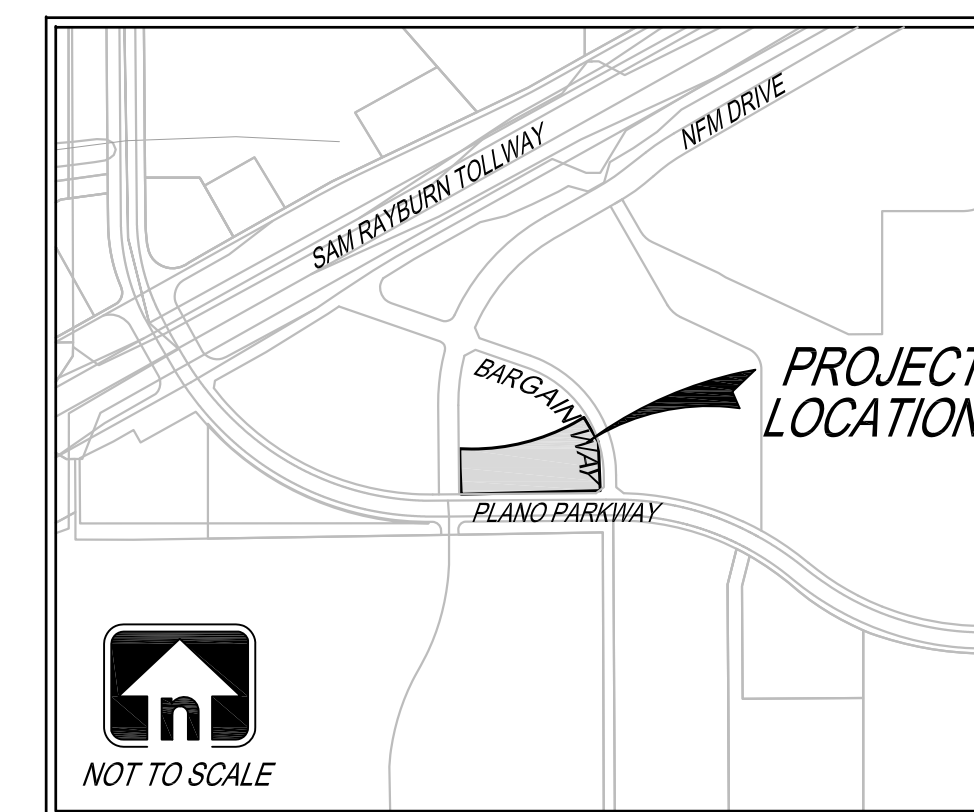 SAM RAYBURN TOLLWAY
NFM DRIVE
BARGAIN WAY
PROJECT
LOCATION
PLANO PARKWAY
n
NOT TO SCALE